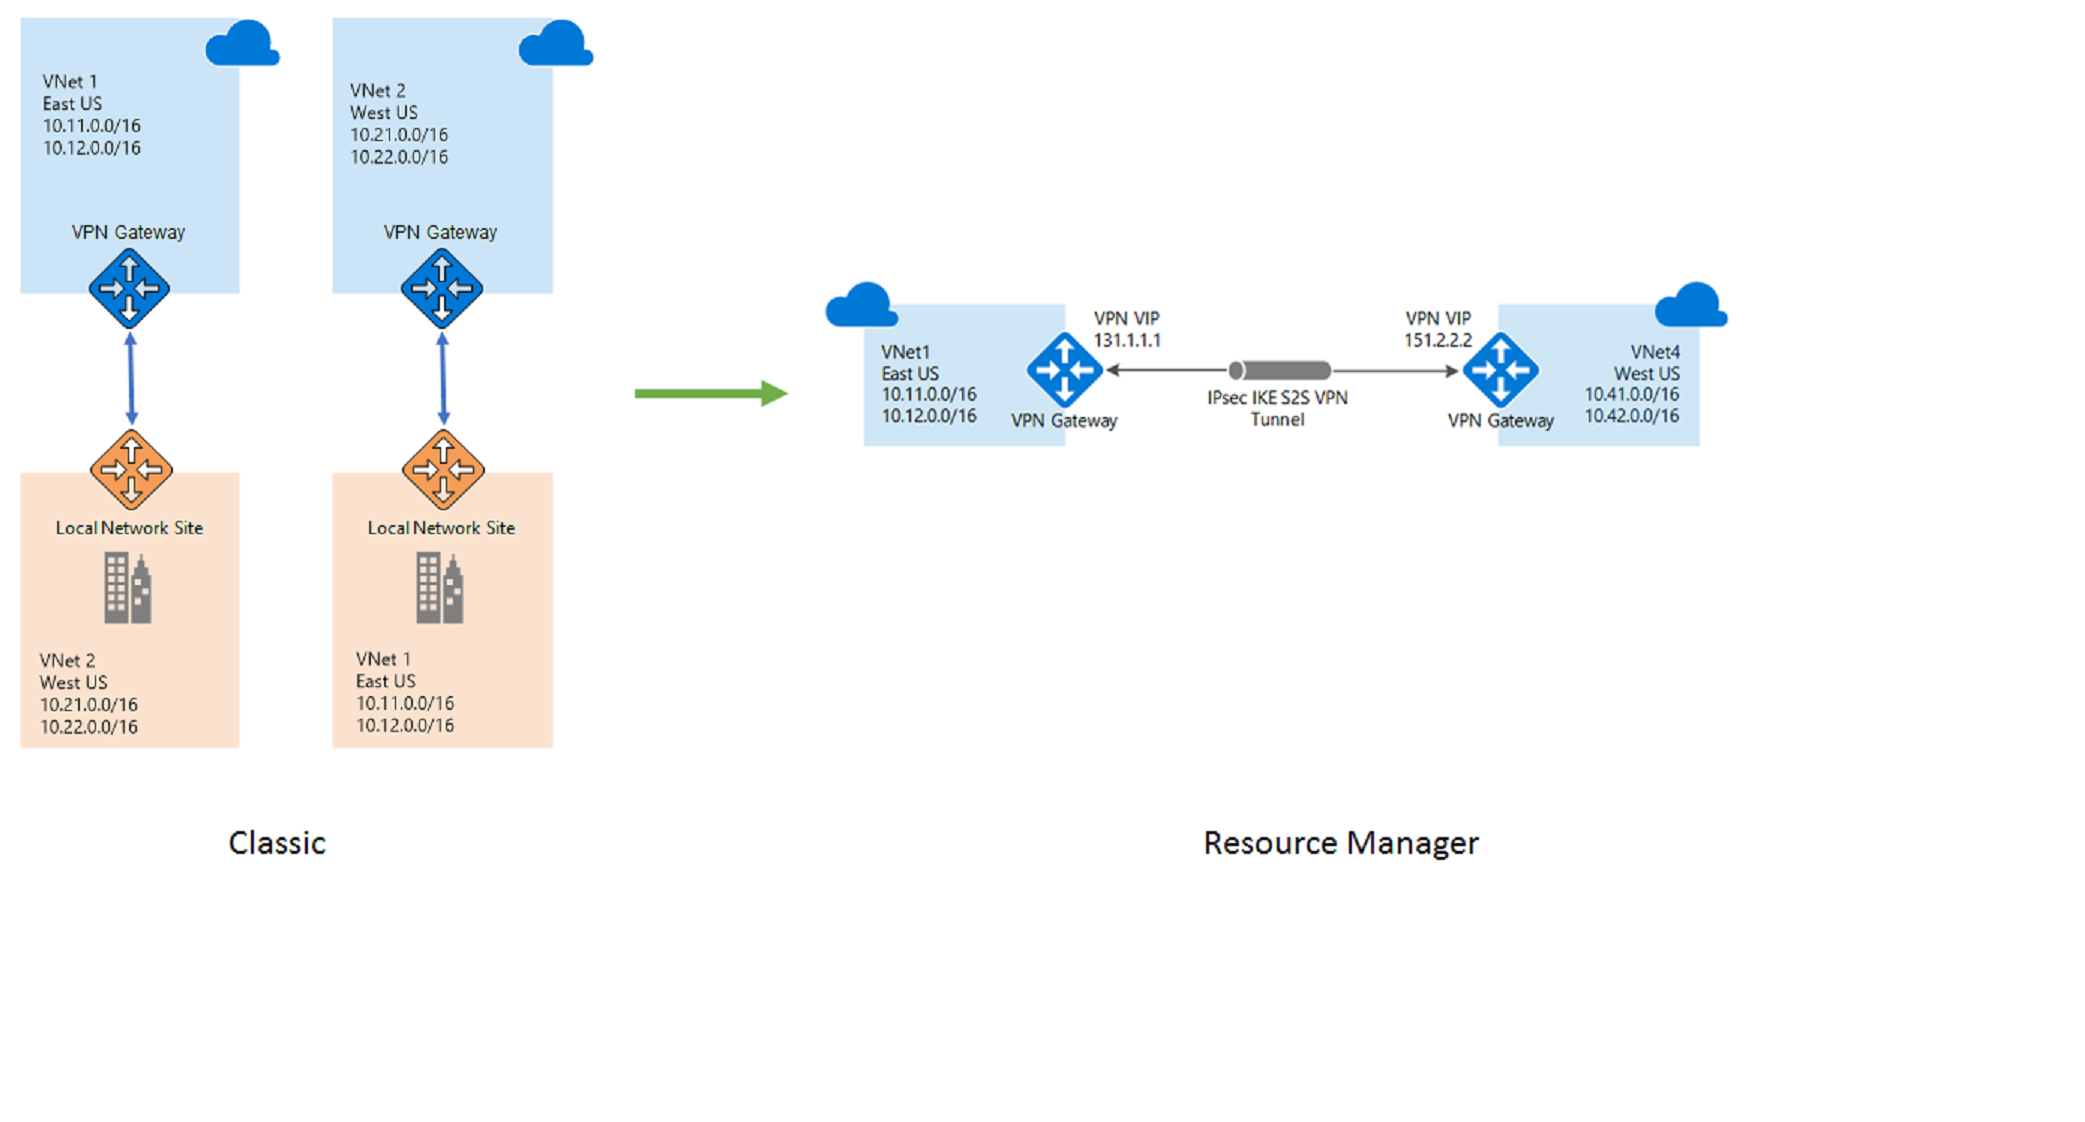 VNet 1
East US
10.11.0.0/16
10.12.0.0/16
VPN Gateway
VNet 2
West US
10.21.0.0/16
10.22.0.0/16
VPN Gateway
Local Network Site
VNet 2
West US
10.21.0.0/16
10.22.0.0/16
Local Network Site
VNet 1
East US
10.11.0.0/16
10.12.0.0/16
Classic
VNet1
East US
10.11.0.0/16
10.12.0.0/16
VPN VIP
131.1.1.1
VPN Gateway
IPsec IKE S2S VPN
Tunnel
VPN VIP
151.2.2.2
VPN Gateway
VNet4
West US
10.41.0.0/16
10.42.0.0/16
Resource Manager